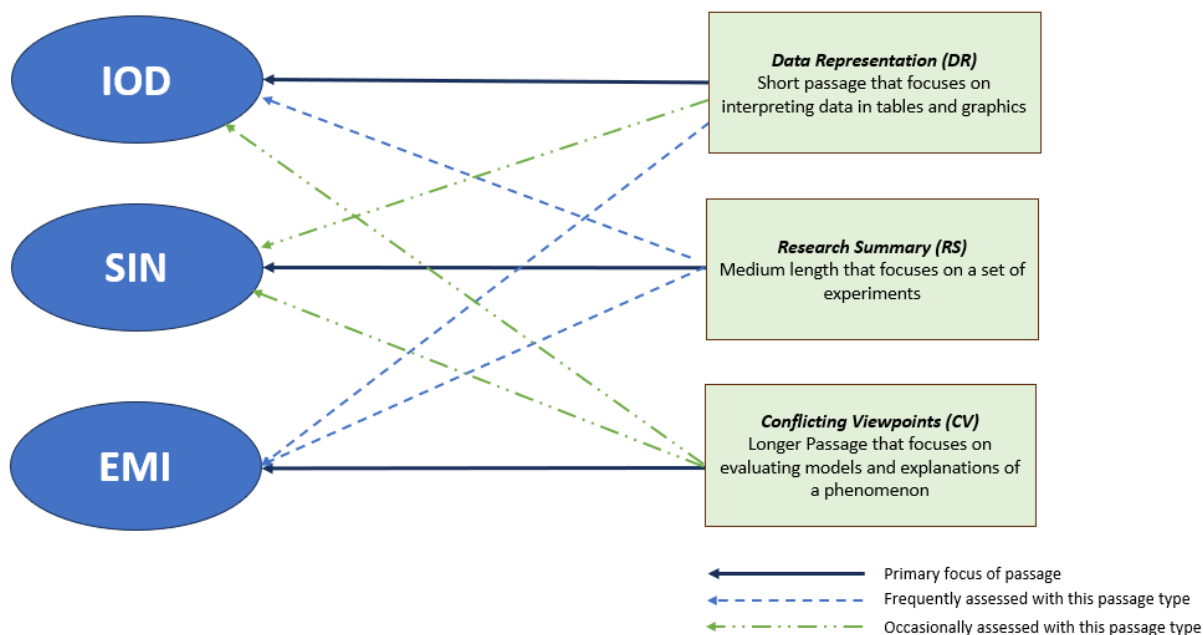 IOD
Data Representation (DR)
Short passage that focuses on
interpreting data in tables and graphics
SIN
Research Summary (RS)
Medium length that focuses on a set of
experiments
EMI
Conflicting Viewpoints (CV)
Longer Passage that focuses on
evaluating models and explanations of
a phenomenon
Primary focus of passage
Frequently assessed with this passage type
Occasionally assessed with this passage type